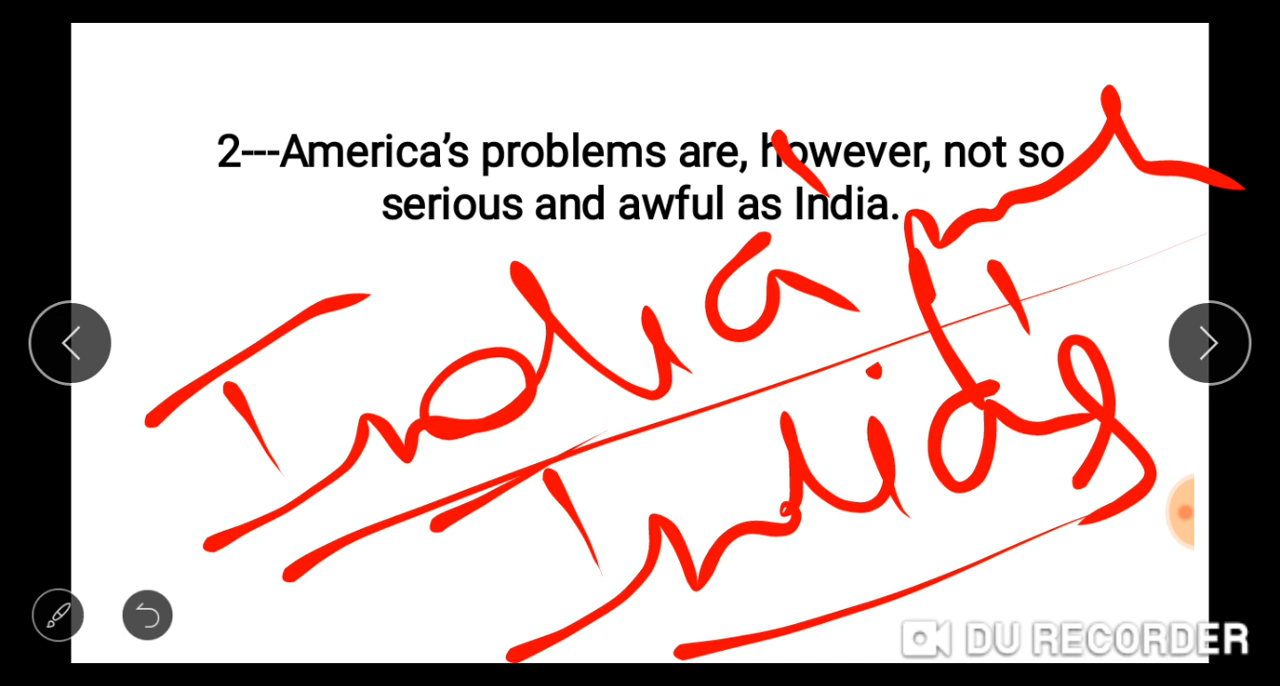 2---America’s problems are, however, not so
serious and awful as India.
India
India's
DU RECORDER